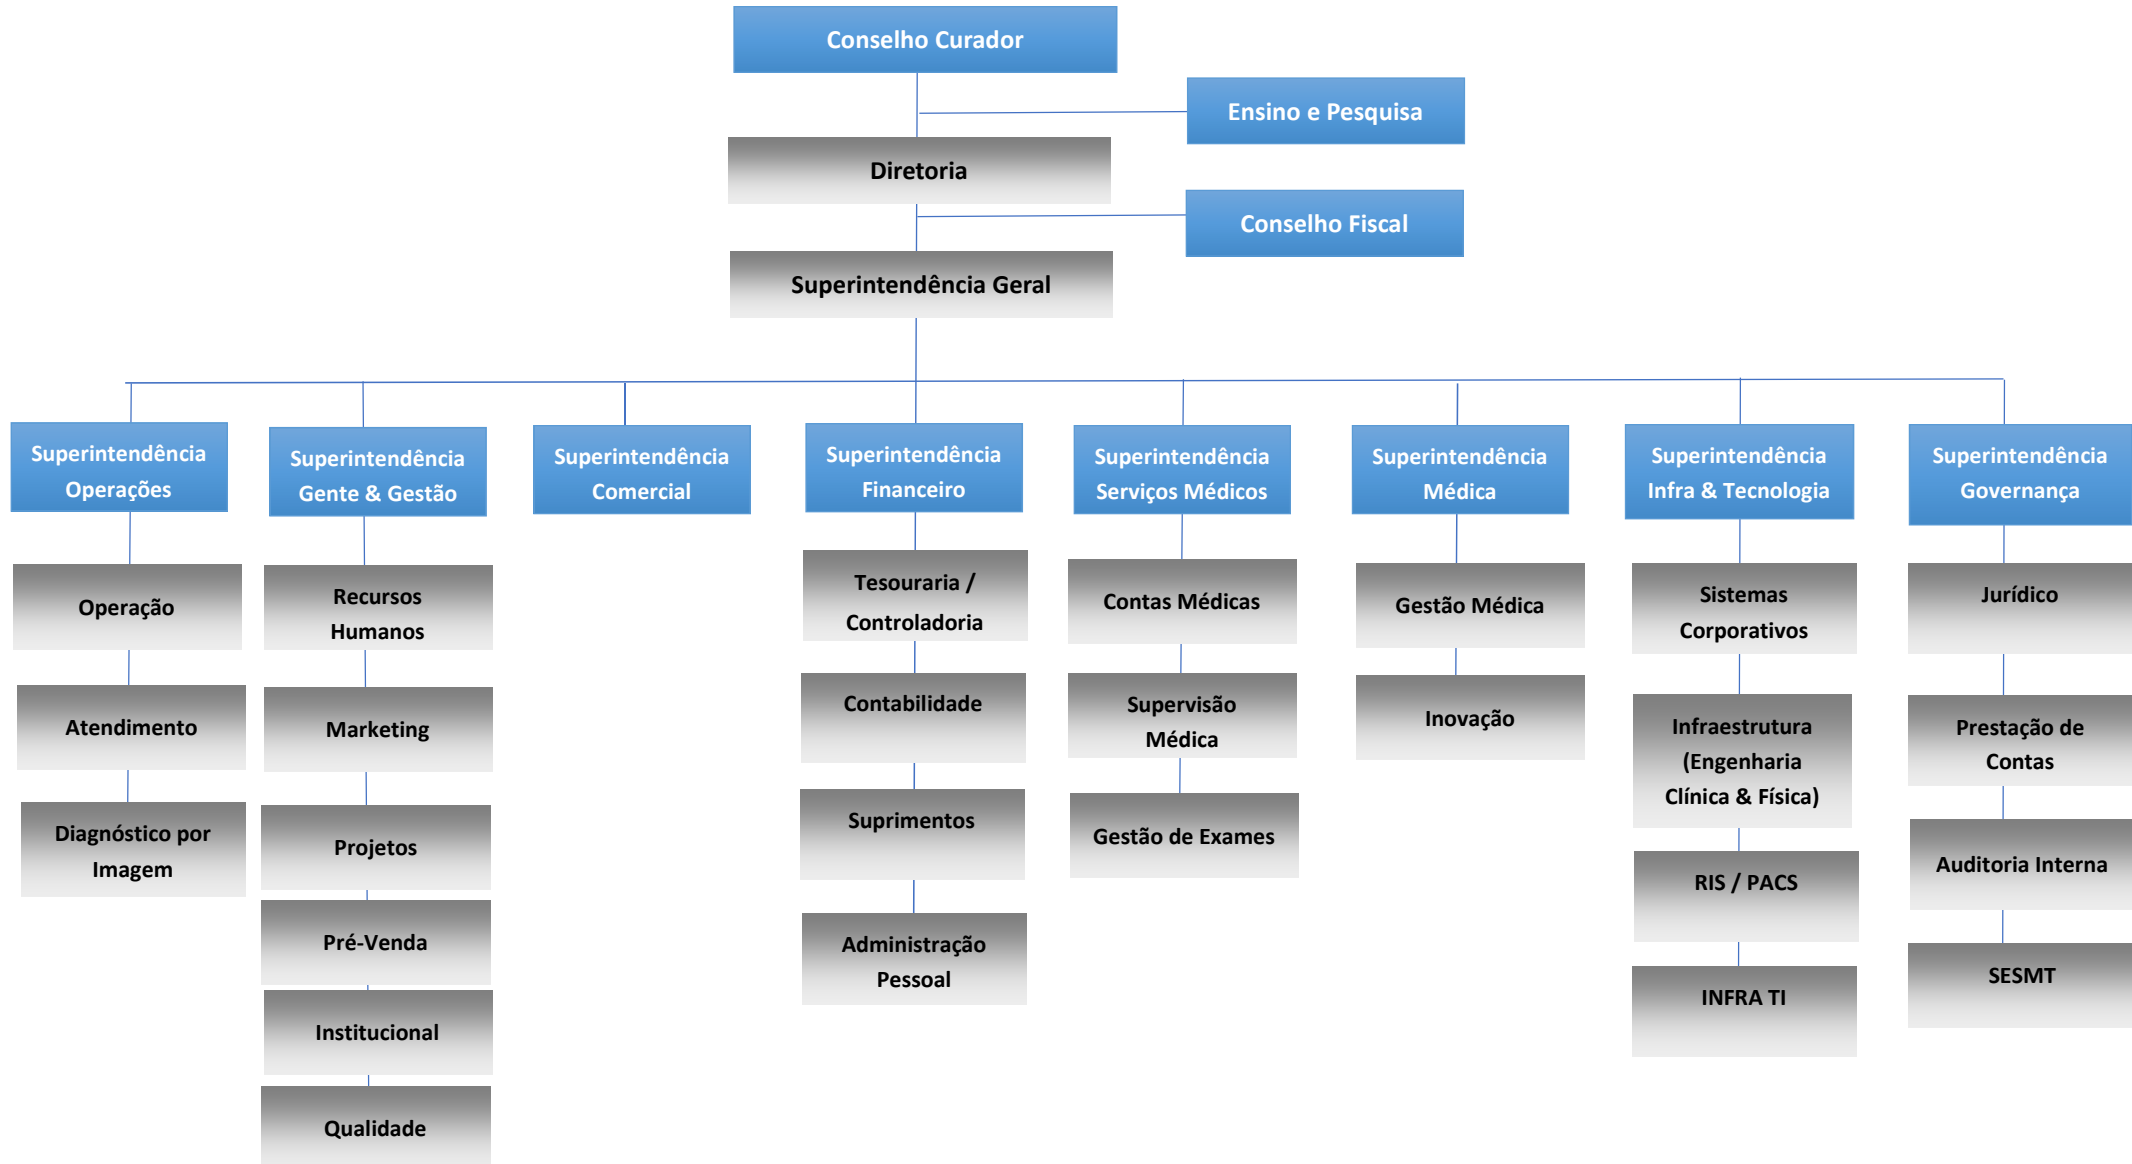 Conselho Curador
Ensino e Pesquisa
Diretoria
Conselho Fiscal
Superintendência Geral
Superintendência
Operações
Superintendência
Gente & Gestão
Superintendência
Comercial
Superintendência
Financeiro
Superintendência
Serviços Médicos
Superintendência
Médica
Superintendência
Infra & Tecnologia
Superintendência
Governança
Operação
Atendimento
Diagnóstico por
Imagem
Recursos
Humanos
Marketing
Projetos
Pré-Venda
Institucional
Qualidade
Tesouraria /
Controladoria
Contabilidade
Suprimentos
Administração
Pessoal
Contas Médicas
Supervisão
Médica
Gestão de Exames
Gestão Médica
Inovação
Sistemas
Corporativos
Infraestrutura
(Engenharia
Clínica & Física)
RIS / PACS
INFRA TI
Jurídico
Prestação de
Contas
Auditoria Interna
SESMT